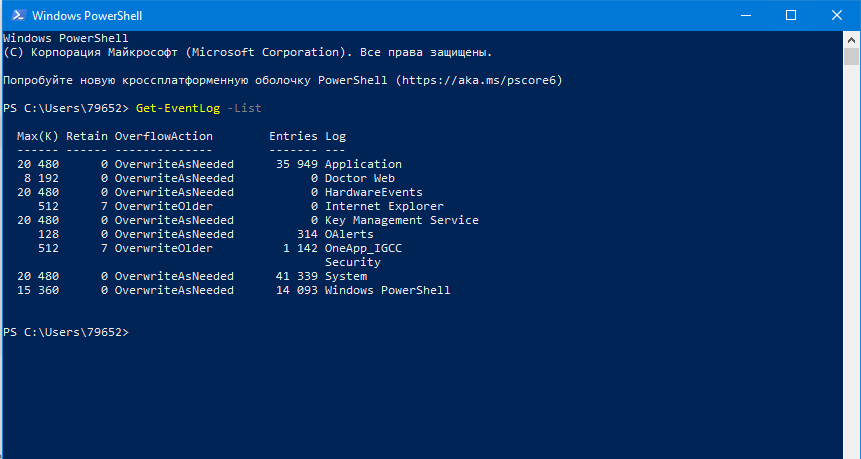 Windows PowerShell
Windows PowerShell
(C) Корпорация Майкрософт (Microsoft Corporation). Все права защищены.
Попробуйте новую кроссплатформенную оболочку PowerShell (https://aka.ms/pscore6)
PS C:\Users\79652> Get-EventLog -List
  Max(K) Retain OverflowAction        Entries Log
  ------ ------ --------------        ------- ---
  20 480      0 OverwriteAsNeeded      35 949 Application
   8 192      0 OverwriteAsNeeded           0 Doctor Web
  20 480      0 OverwriteAsNeeded           0 HardwareEvents
     512      7 OverwriteOlder              0 Internet Explorer
  20 480      0 OverwriteAsNeeded           0 Key Management Service
     128      0 OverwriteAsNeeded         314 OAlerts
     512      7 OverwriteOlder          1 142 OneApp_IGCC
                                              Security
  20 480      0 OverwriteAsNeeded      41 339 System
  15 360      0 OverwriteAsNeeded      14 093 Windows PowerShell
PS C:\Users\79652>